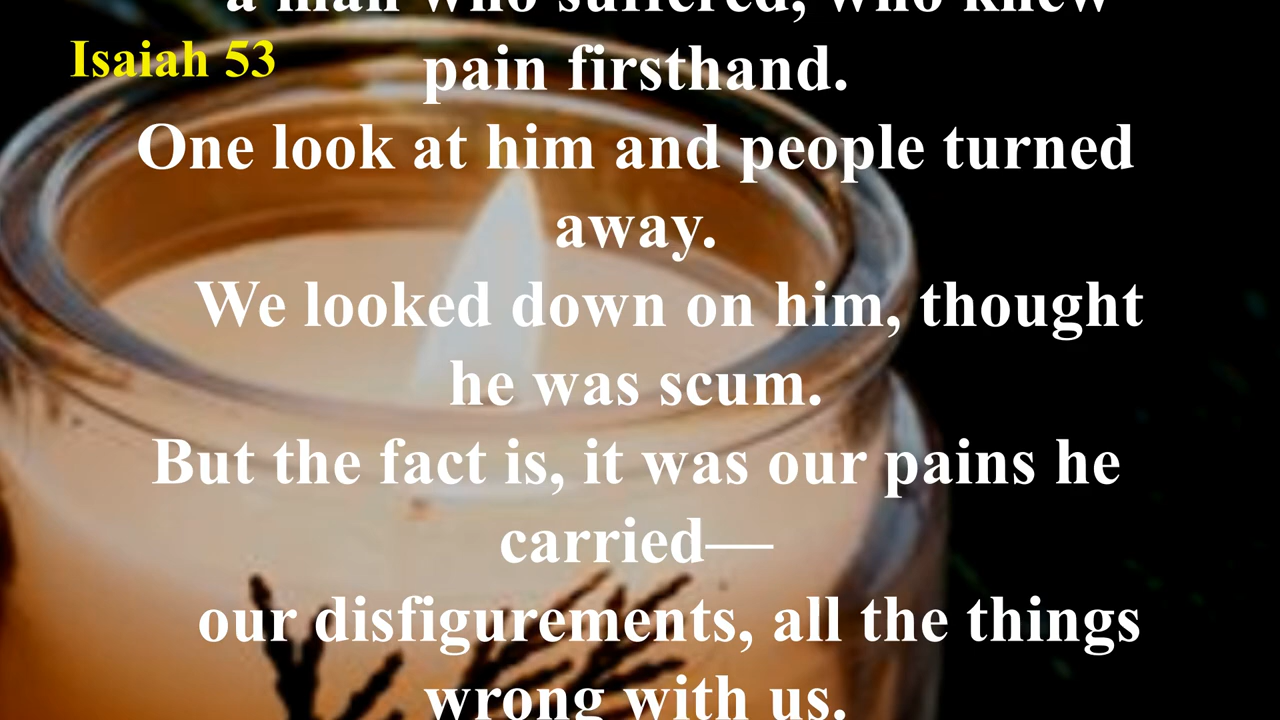 a man who suffered, who knew
Isaiah 53
pain firsthand.
One look at him and people turned
away.
We looked down on him, thought
he was scum.
But the fact is, it was our pains he
carried—
our disfigurements, all the things
wrong with us.